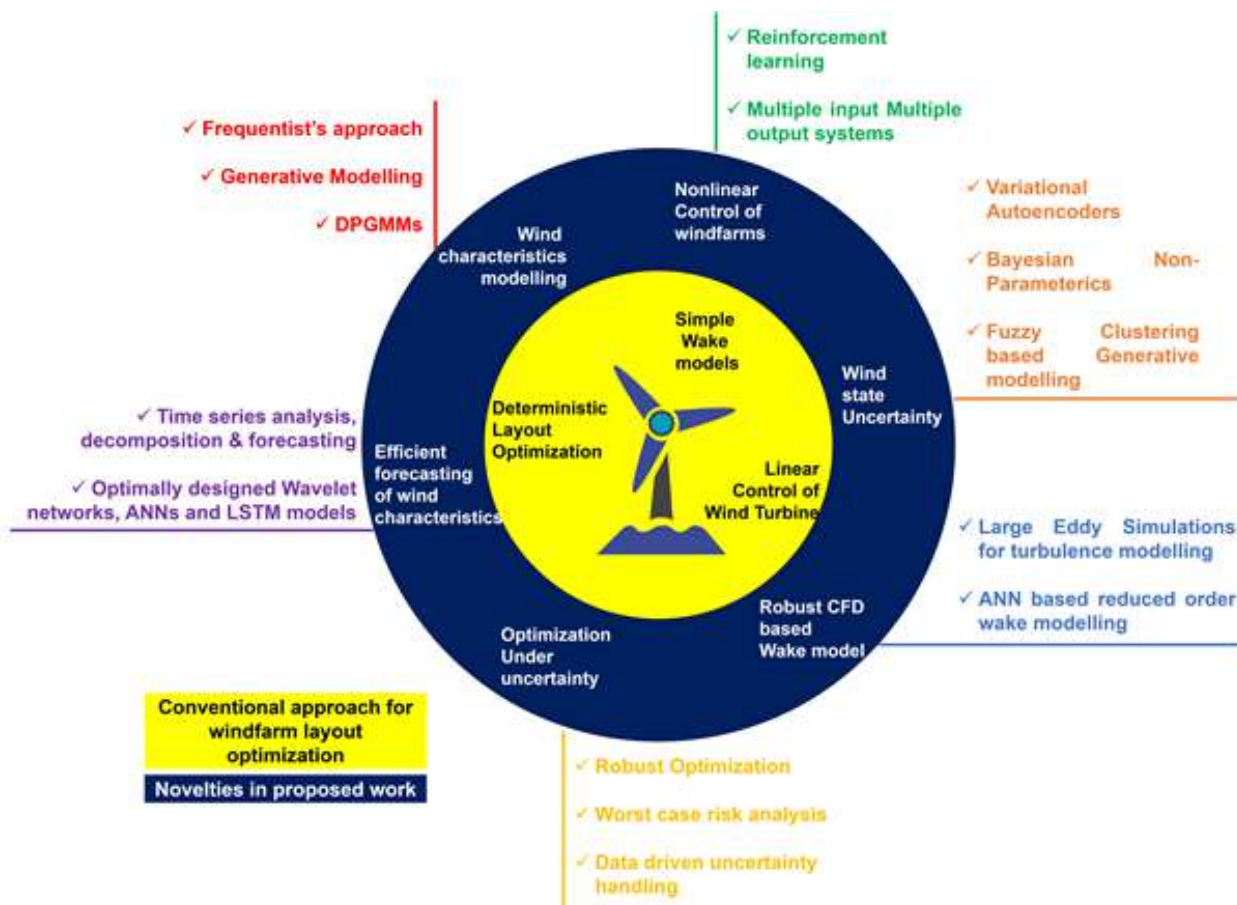 ✓ Reinforcement
learning
✓ Multiple input Multiple
output systems
✓ Frequentist's approach
✓ Generative Modelling
✓ DPGMMs
✓ Variational
Autoencoders
✓ Bayesian Non-
Parameterics
✓ Fuzzy Clustering
based Generative
modelling
Nonlinear
Control of
windfarms
Wind
characteristics
modelling
Simple
Wake
models
Wind
state
Uncertainty
Deterministic
Layout
Optimization
Linear
Control of
Wind Turbine
✓ Time series analysis,
decomposition & forecasting
✓ Optimally designed Wavelet
networks, ANNs and LSTM models
Efficient
forecasting
of wind
characteristics
✓ Large Eddy Simulations
for turbulence modelling
✓ ANN based reduced order
wake modelling
Robust CFD
based
Wake model
Optimization
Under
uncertainty
Conventional approach for
windfarm layout
optimization
Novelties in proposed work
✓ Robust Optimization
✓ Worst case risk analysis
✓ Data driven uncertainty
handling